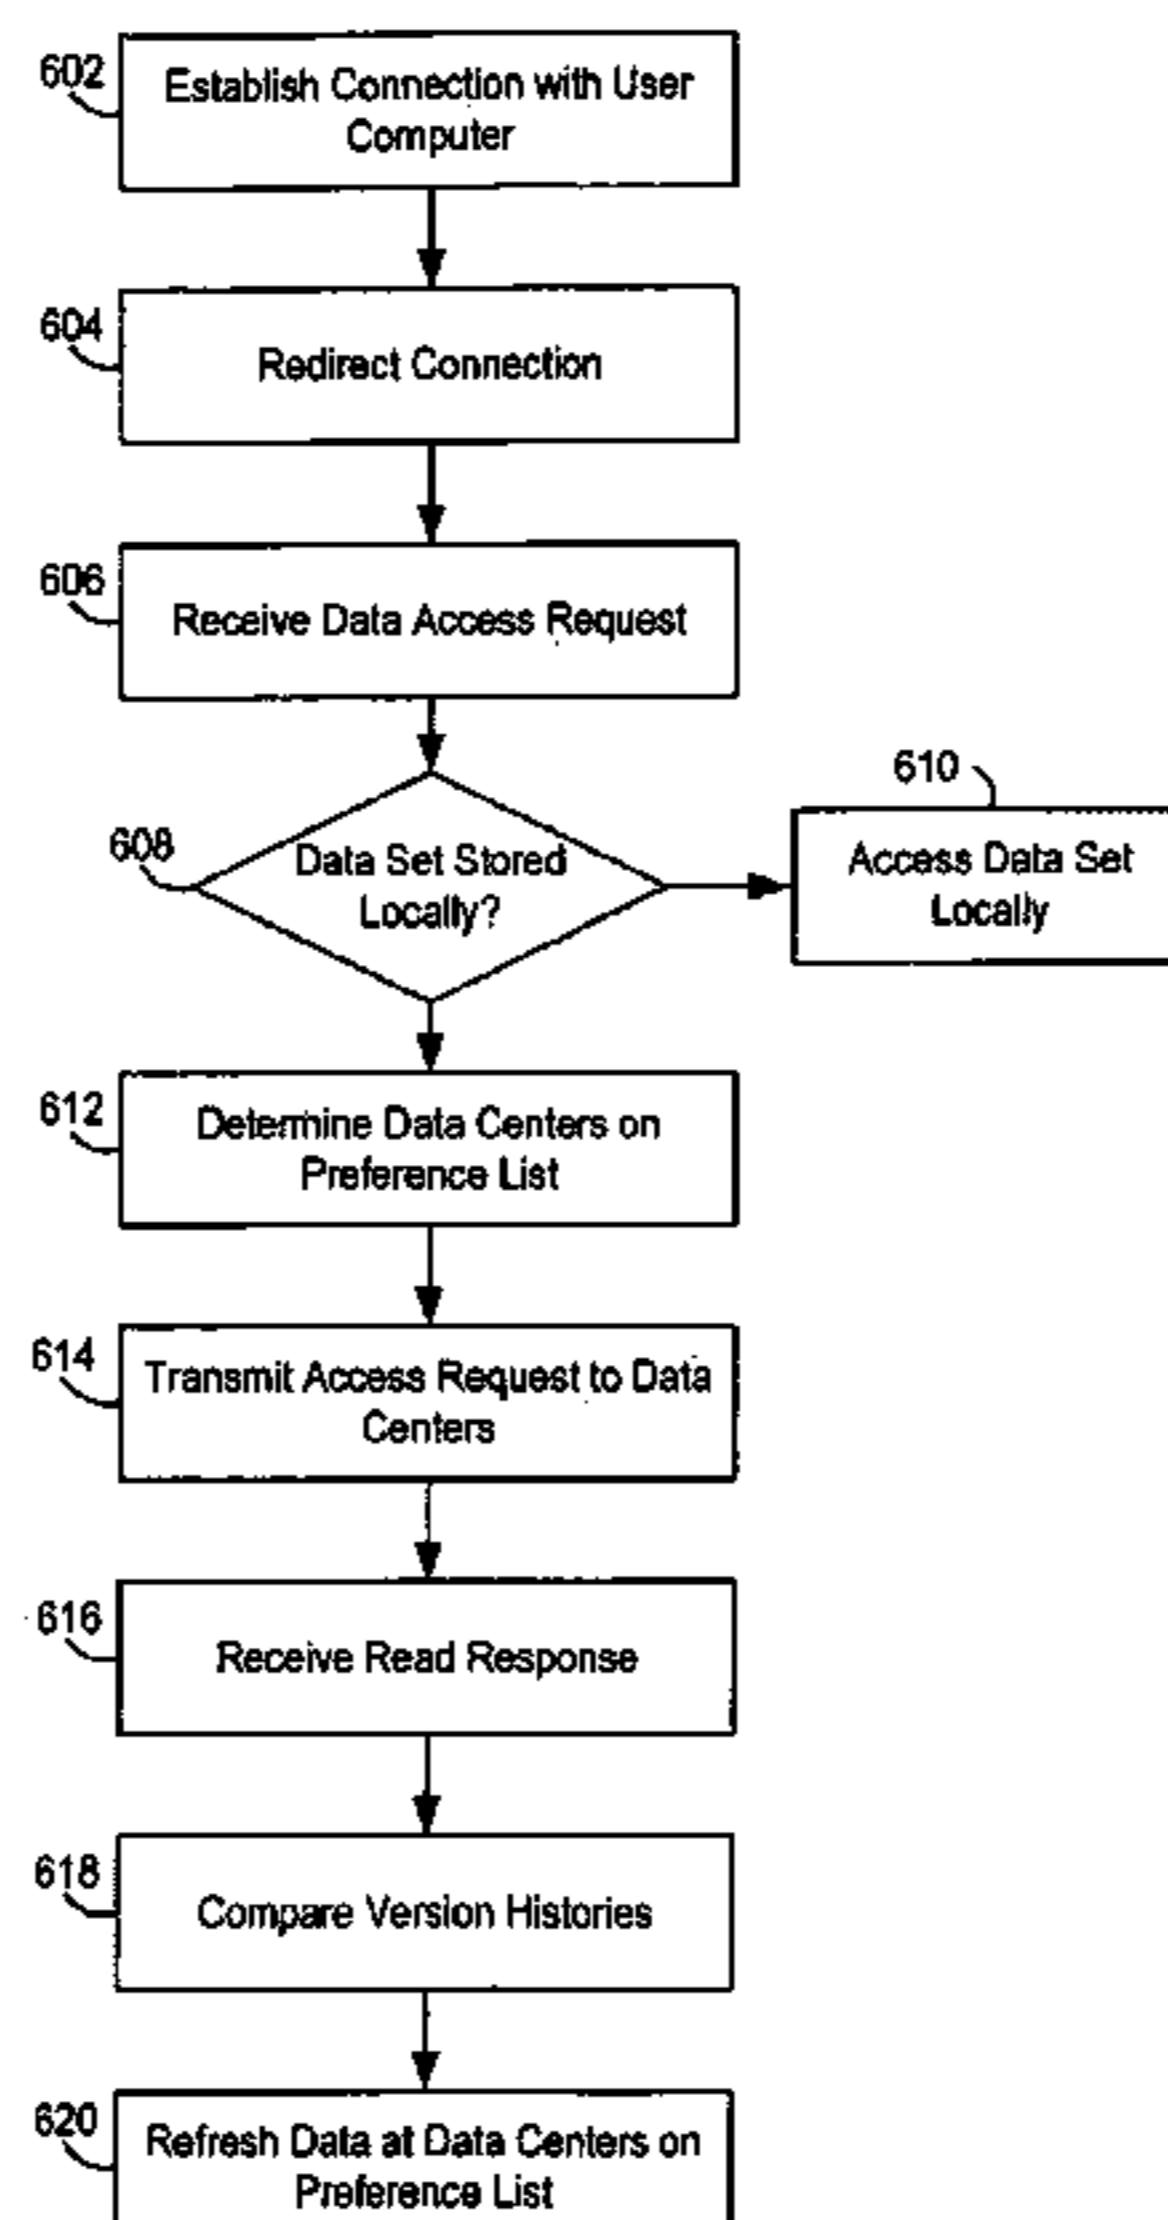 602
Establish Connection with User
Computer
604
Redirect Connection
606
Receive Data Access Request
608
Data Set Stored
Locally?
610
Access Data Set
Locally
612
Determine Data Centers on
Preference List
614
Transmit Access Request to Data
Centers
616
Receive Read Response
618
Compare Version Histories
620
Refresh Data at Data Centers on
Preference List